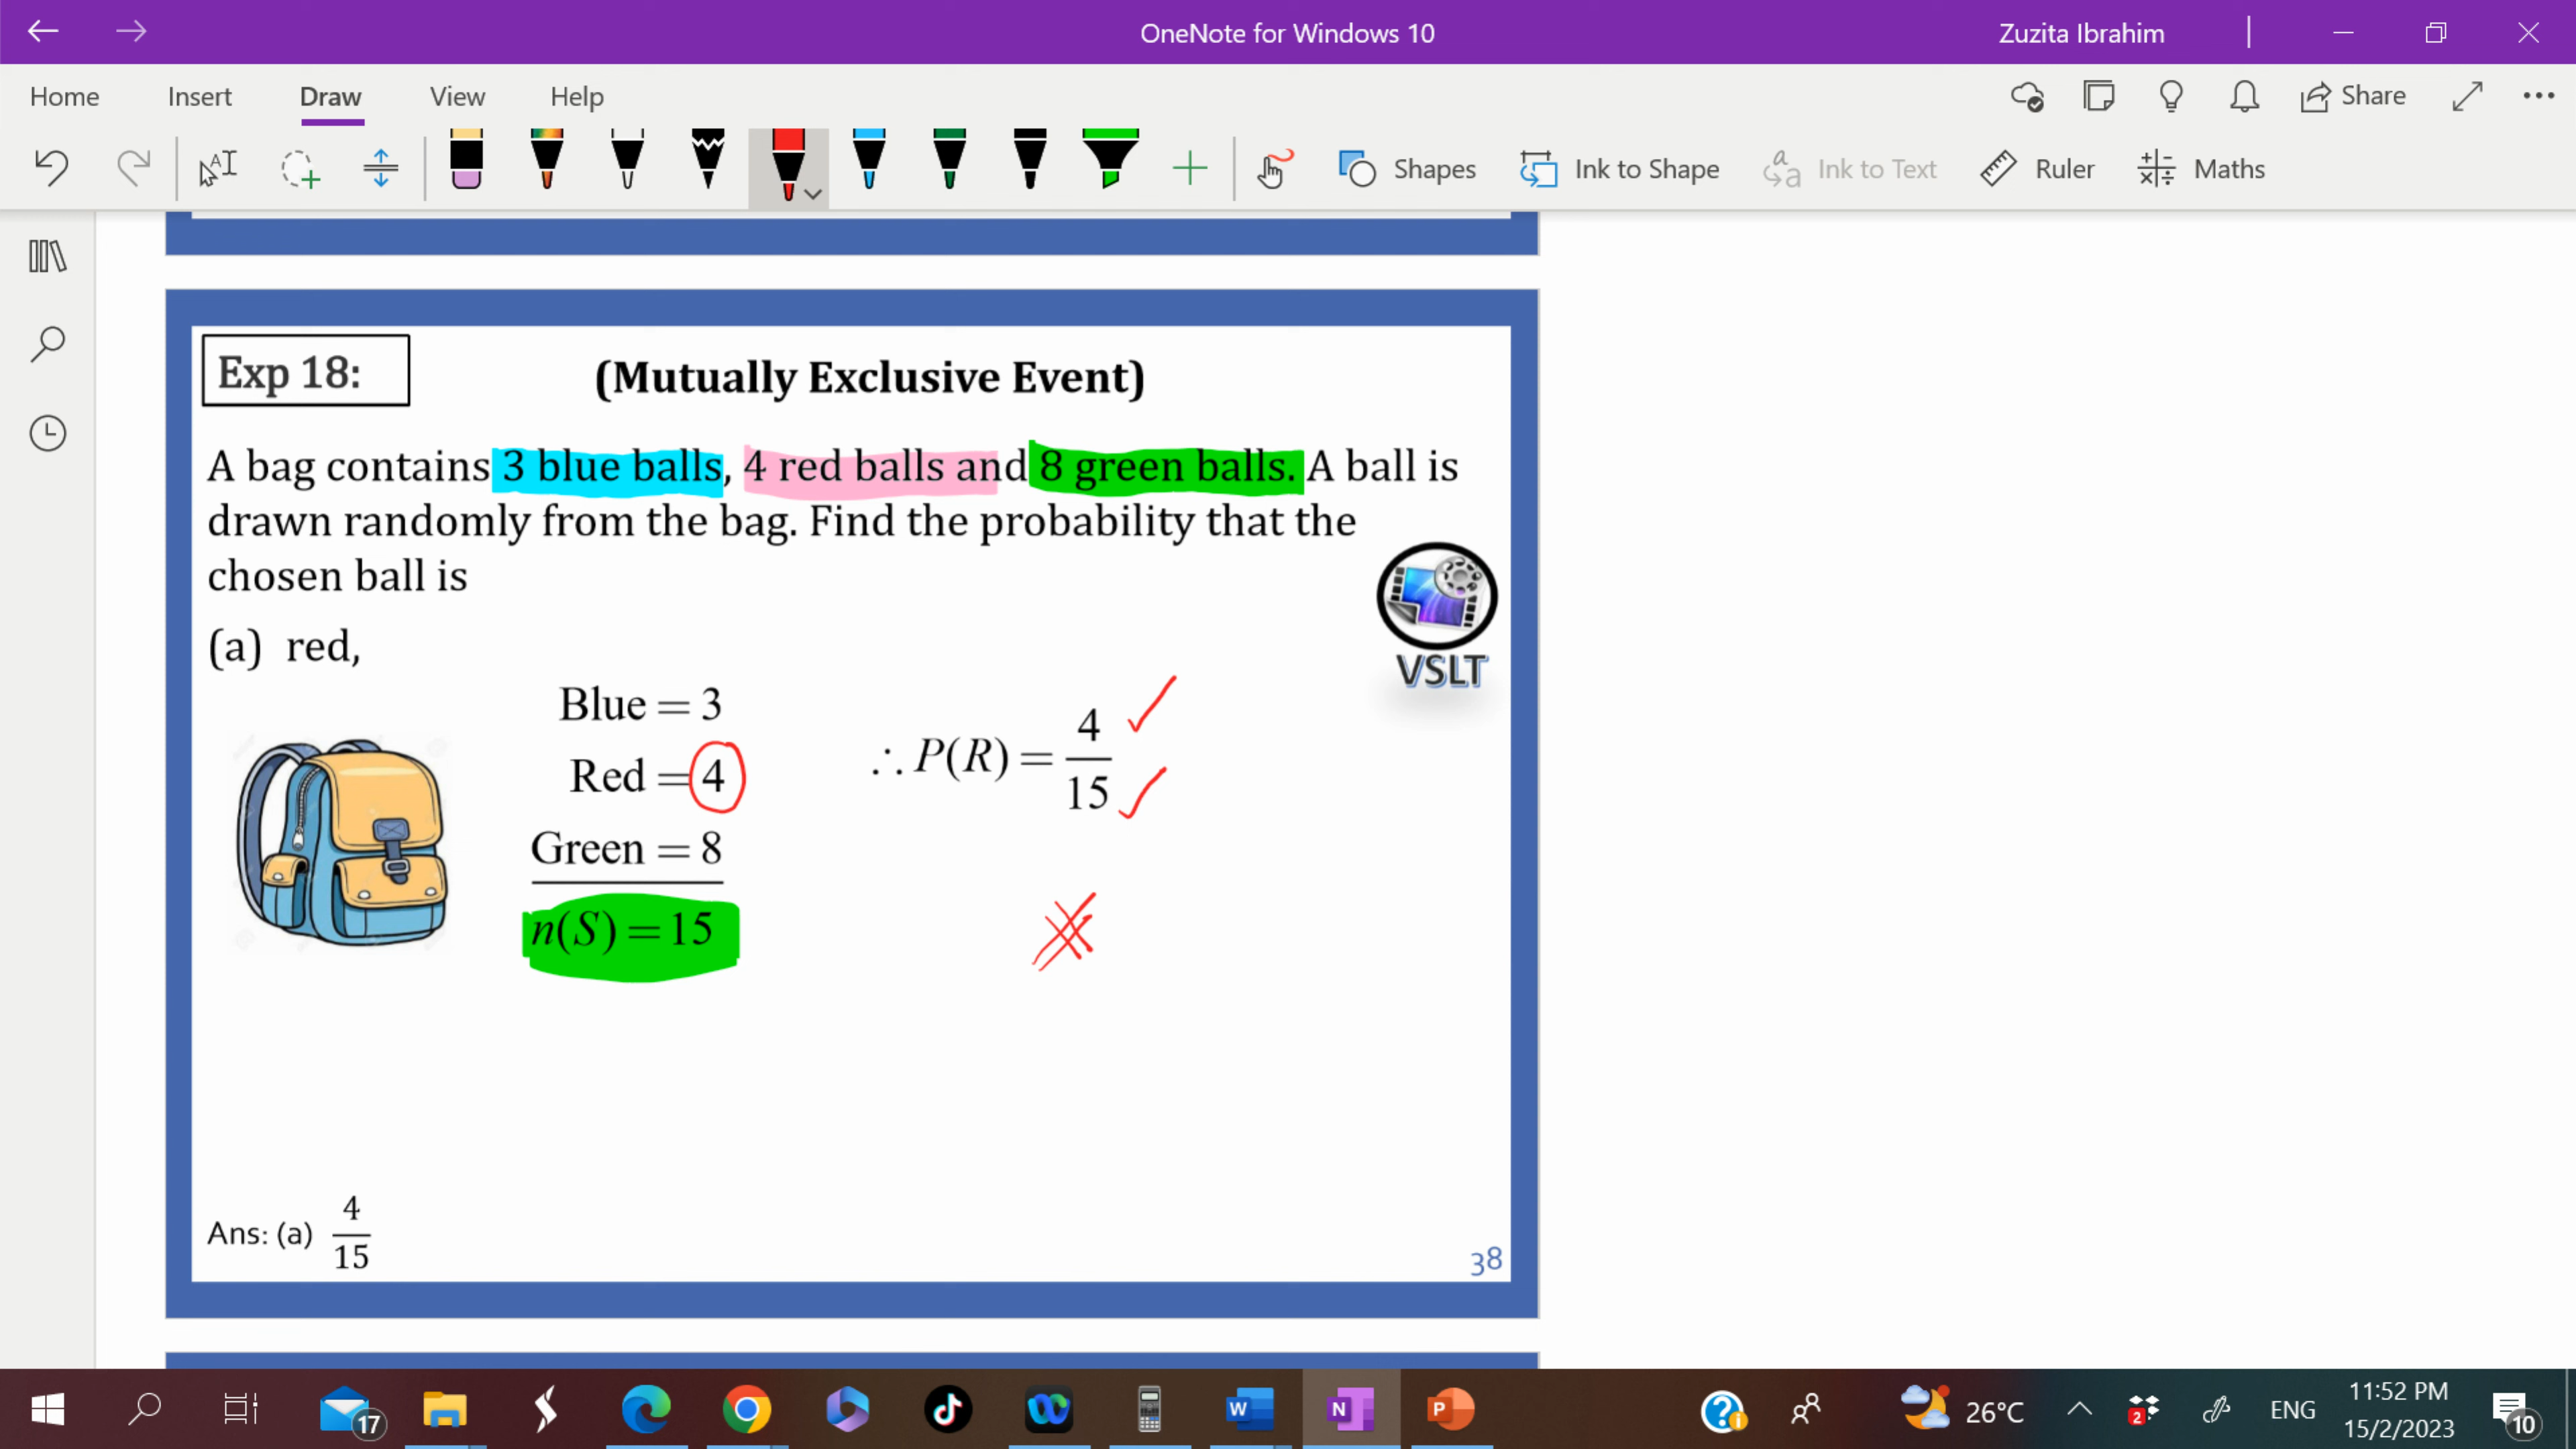 OneNote for Windows 10
Zuzita Ibrahim
Home Insert Draw View Help
Share
Shapes Ink to Shape Ink to Text Ruler Maths
Exp 18:
(Mutually Exclusive Event)
A bag contains 3 blue balls, 4 red balls and 8 green balls. A ball is
drawn randomly from the bag. Find the probability that the
chosen ball is
(a) red,
VSLT
Blue = 3
Red = 4
Green = 8
n(S) = 15
∴ P(R) = 4/15
Ans: (a) 4/15
38
17
26°C
2
ENG
11:52 PM
15/2/2023
10